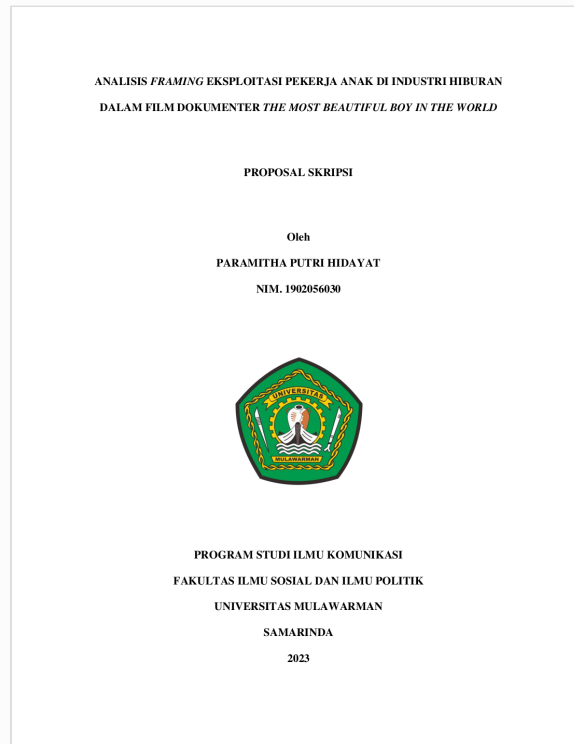 ANALISIS FRAMING EKSPLOITASI PEKERJA ANAK DI INDUSTRI HIBURAN
DALAM FILM DOKUMENTER THE MOST BEAUTIFUL BOY IN THE WORLD
PROPOSAL SKRIPSI
Oleh
PARAMITHA PUTRI HIDAYAT
NIM. 1902056030
UNIVERSITAS
MULAWARMAN
PROGRAM STUDI ILMU KOMUNIKASI
FAKULTAS ILMU SOSIAL DAN ILMU POLITIK
UNIVERSITAS MULAWARMAN
SAMARINDA
2023